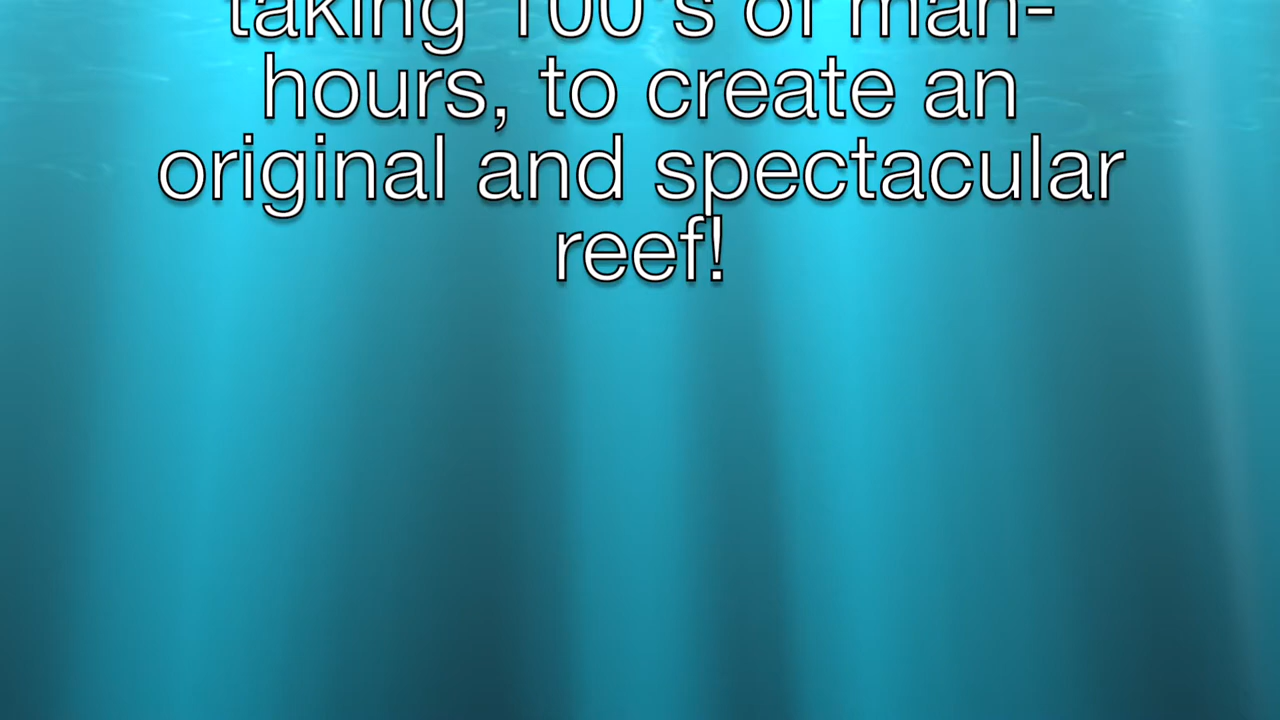 taking 100's of man-
hours, to create an
original and spectacular
reef!